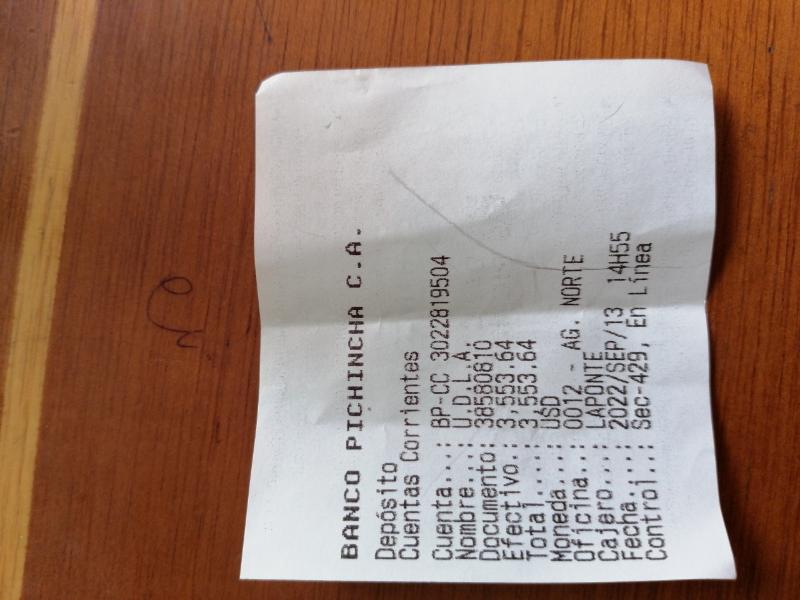 BANCO PICHINCHA C.A.
Depósito
Cuentas Corrientes
Cuenta...: BP-CC 3022819504
Nombre...: U.D.L.A.
Documento: 38580810
Efectivo.: 3,553.64
Total....: 3,553.64
Moneda...: USD
Oficina..: 0012 - AG. NORTE
Cajero...: LAPONTE
Fecha....: 2022/SEP/13 14H55
Control..: Sec-429, En Línea